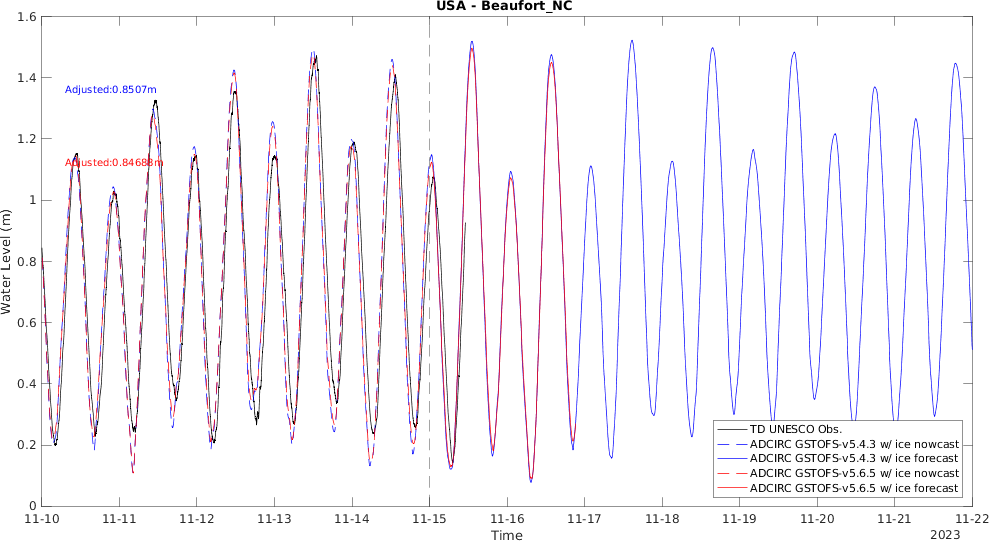 USA - Beaufort_NC
1.6
1.4
1.2
1
0.8
0.6
0.4
0.2
0
Water Level (m)
Adjusted:0.8507m
Adjusted:0.84688m
TD UNESCO Obs.
ADCIRC GSTOFS-v5.4.3 w/ ice nowcast
ADCIRC GSTOFS-v5.4.3 w/ ice forecast
ADCIRC GSTOFS-v5.6.5 w/ ice nowcast
ADCIRC GSTOFS-v5.6.5 w/ ice forecast
11-10 11-11 11-12 11-13 11-14 11-15 11-16 11-17 11-18 11-19 11-20 11-21 11-22
Time
2023